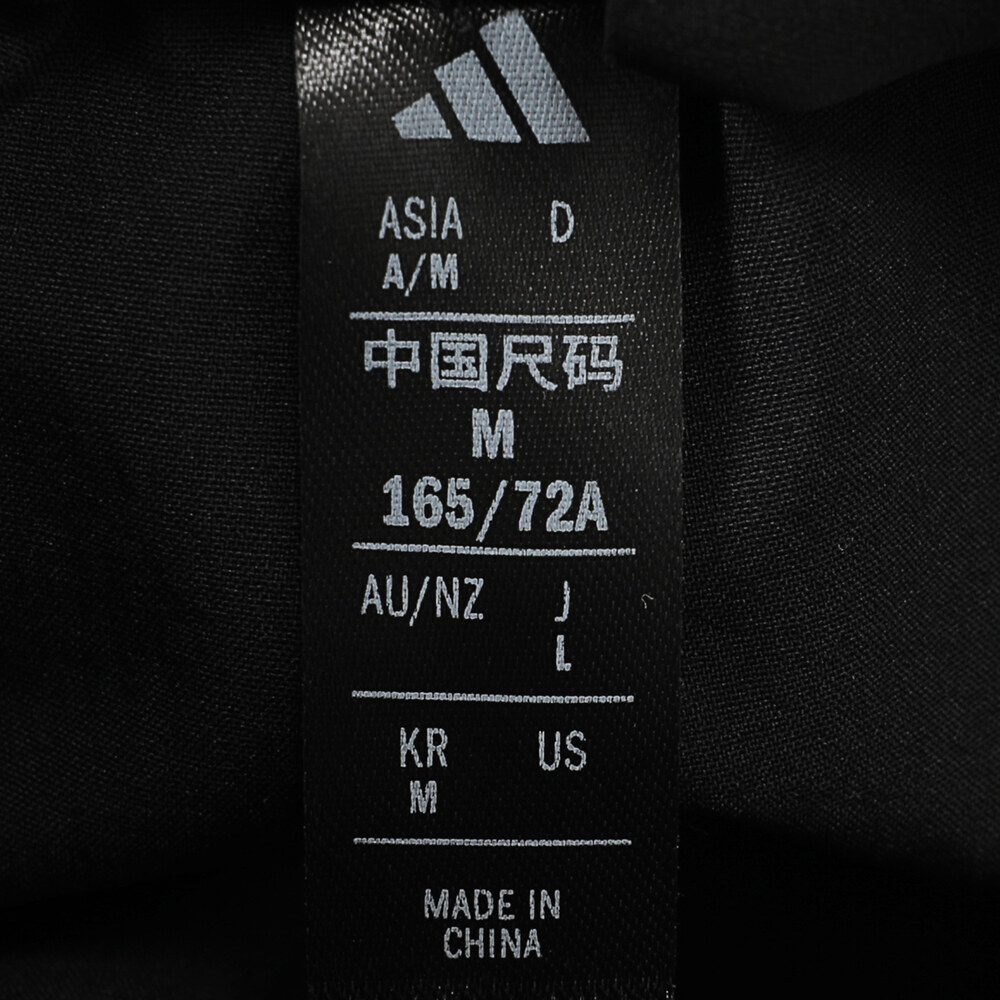 ASIA D
A/M
中国尺码
M
165/72A
AU/NZ J
L
KR US
M
MADE IN
CHINA